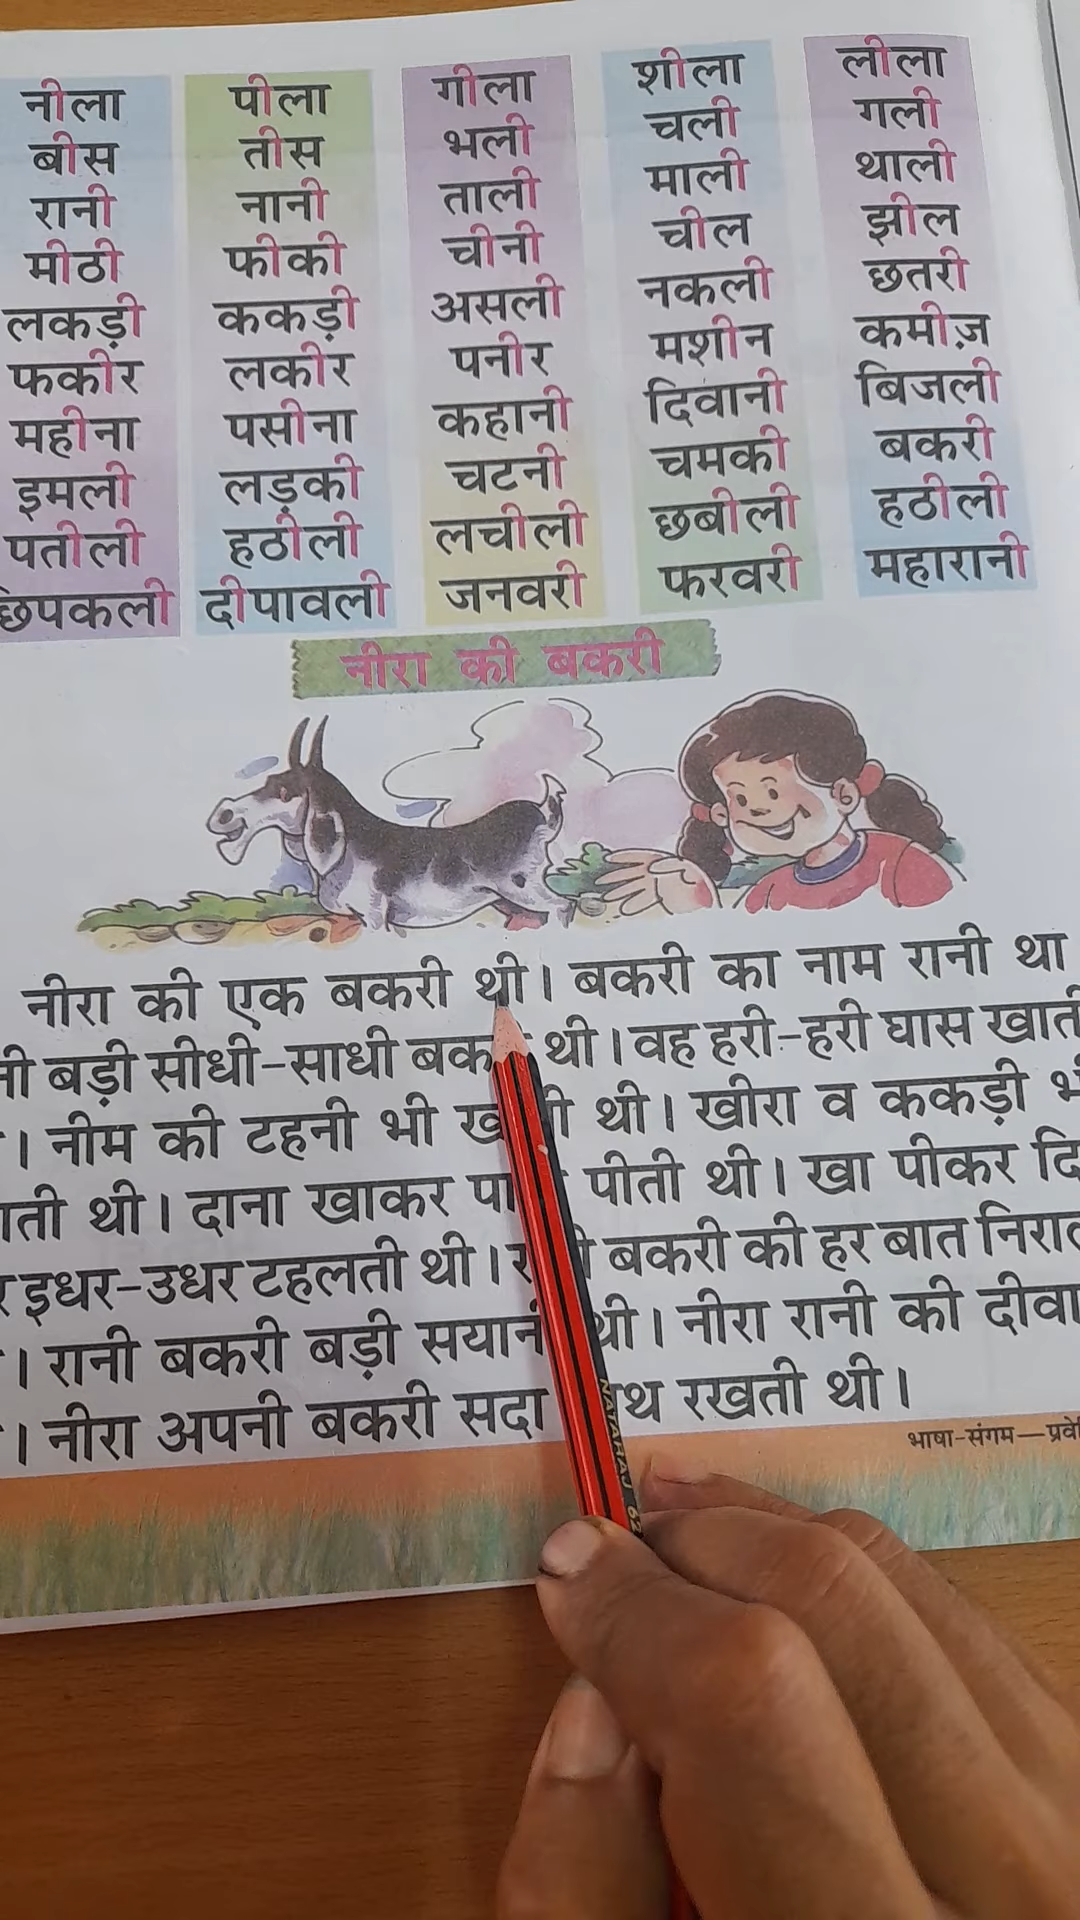 नीला पीला गीला शीला लीला
बीस तीस भली चली गली
रानी नानी ताली माली थाली
मीठी फीकी चीनी चील झील
लकड़ी ककड़ी असली नकली छतरी
फकीर लकीर पनीर मशीन कमीज़
महीना पसीना कहानी दिवानी बिजली
इमली लड़की चटनी चमकी बकरी
पतीली हठीली लचीली छबीली हठीली
छिपकली दीपावली जनवरी फरवरी महारानी
नीरा की बकरी
नीरा की एक बकरी थी। बकरी का नाम रानी था
बड़ी सीधी-साधी थी। वह हरी-हरी घास
। नीम की टहनी भी थी। खीरा व ककड़ी
थी। दाना खाकर पीती थी। खा पीकर
इधर-उधर टहलती थी। बकरी की हर बात
। रानी बकरी बड़ी थी। नीरा रानी की
। नीरा अपनी बकरी सदा रखती थी।
भाषा-संगम—
NATARAJ 62